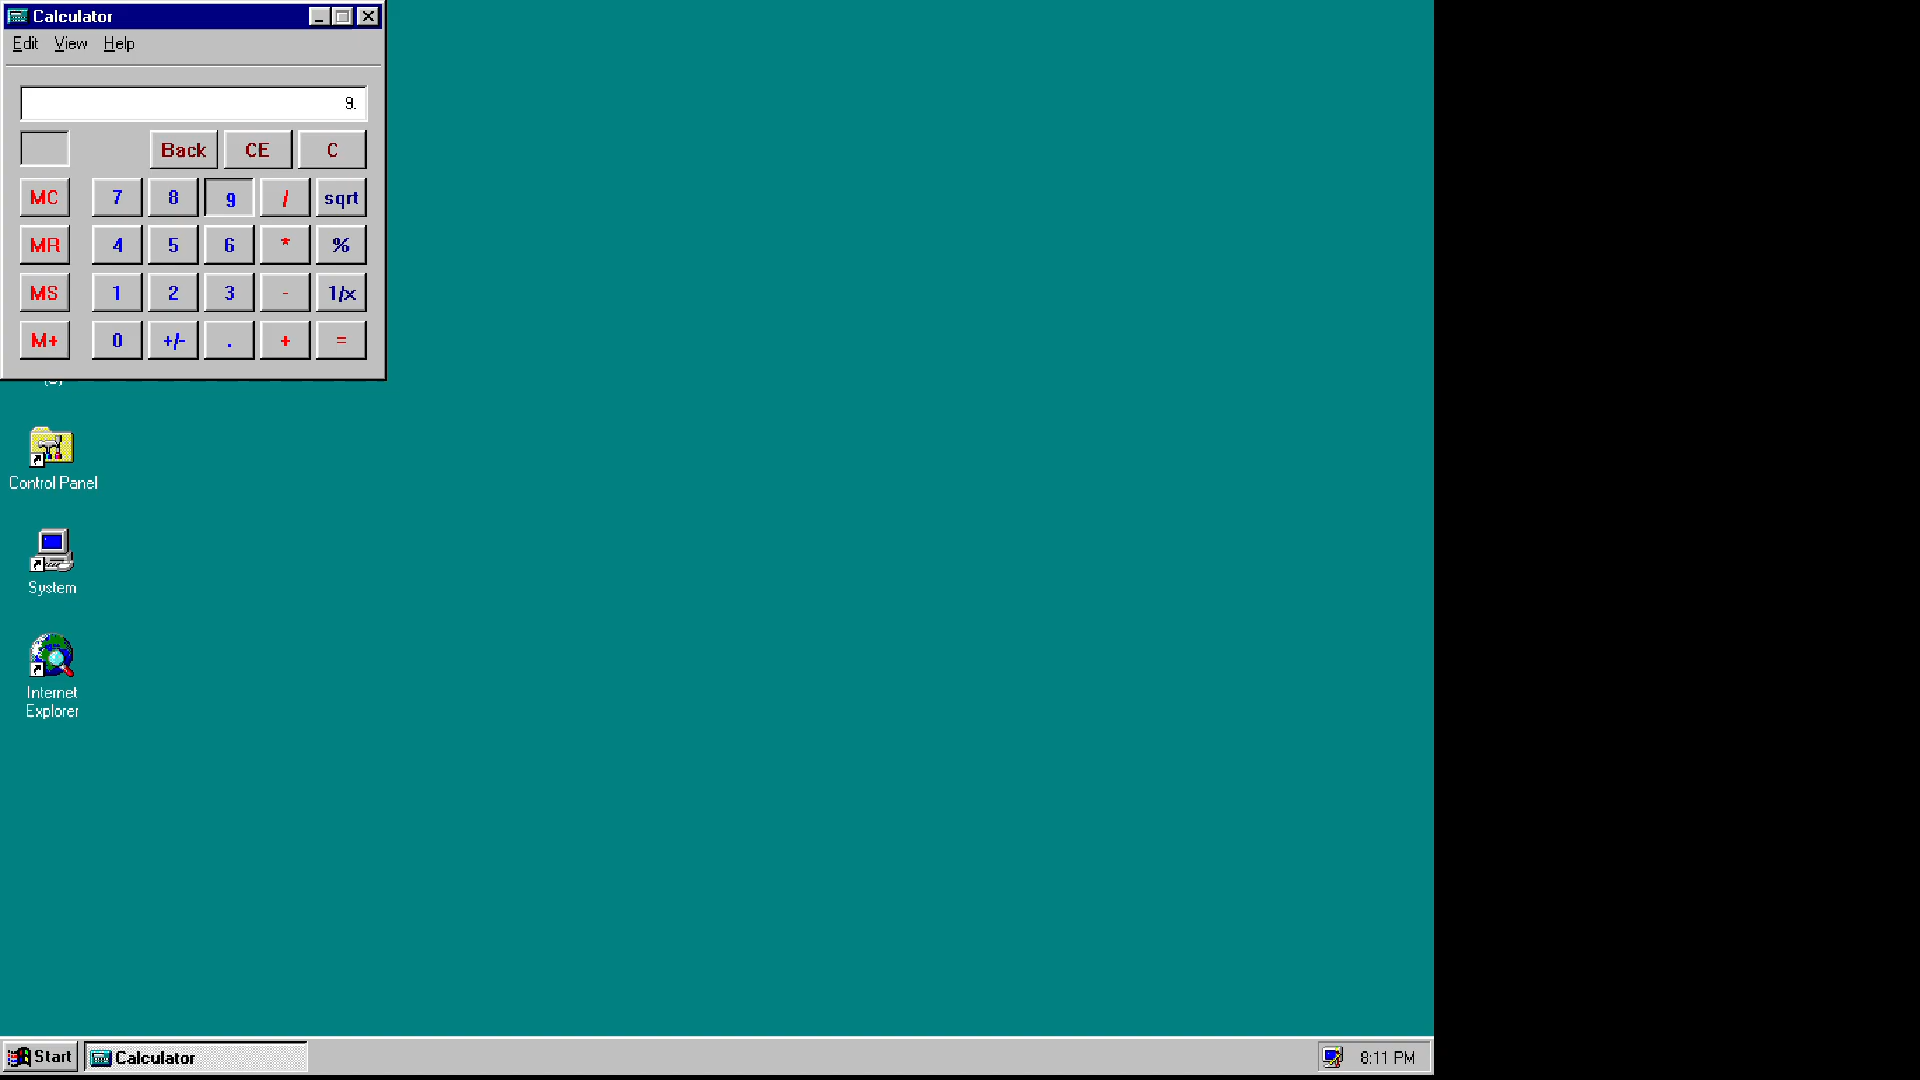 Calculator
Edit View Help
9.
Back CE C
MC 7 8 9 / sqrt
MR 4 5 6 * %
MS 1 2 3 - 1/x
M+ 0 +/- . + =
Control Panel
System
Internet
Explorer
Start Calculator 8:11 PM